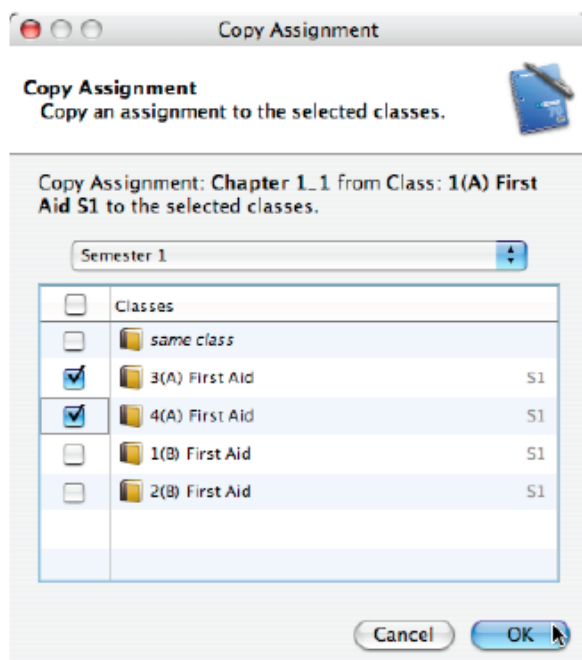 Copy Assignment
Copy Assignment
Copy an assignment to the selected classes.
Copy Assignment: Chapter 1_1 from Class: 1(A) First
Aid S1 to the selected classes.
Semester 1
Classes
same class
3(A) First Aid S1
4(A) First Aid S1
1(B) First Aid S1
2(B) First Aid S1
Cancel OK